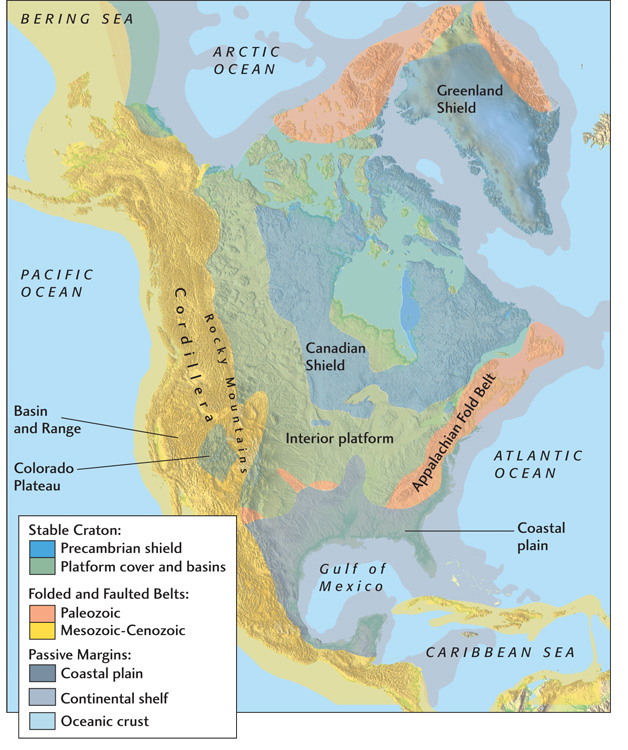 BERING SEA
ARCTIC
OCEAN
Greenland
Shield
PACIFIC
OCEAN
Cordillera
Rocky Mountains
Canadian
Shield
Basin
and Range
Interior platform
Appalachian Fold Belt
Colorado
Plateau
ATLANTIC
OCEAN
Coastal
plain
Gulf of
Mexico
CARIBBEAN SEA
Stable Craton:
Precambrian shield
Platform cover and basins
Folded and Faulted Belts:
Paleozoic
Mesozoic-Cenozoic
Passive Margins:
Coastal plain
Continental shelf
Oceanic crust